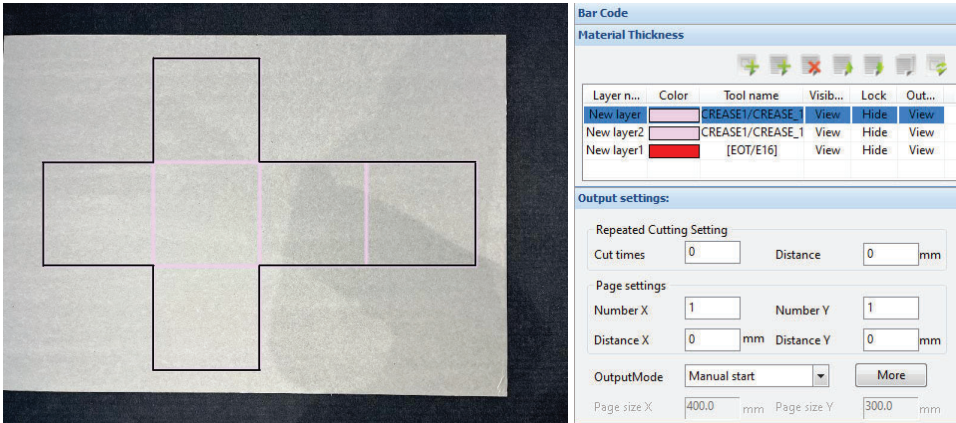 Bar Code
Material Thickness
Layer n... Color Tool name Visib... Lock Out...
New layer CREASE1/CREASE_1 View Hide View
New layer2 CREASE1/CREASE_1 View Hide View
New layer1 [EOT/E16] View Hide View
Output settings:
Repeated Cutting Setting
Cut times 0 Distance 0 mm
Page settings
Number X 1 Number Y 1
Distance X 0 mm Distance Y 0 mm
OutputMode Manual start More
Page size X 400.0 mm Page size Y 300.0 mm